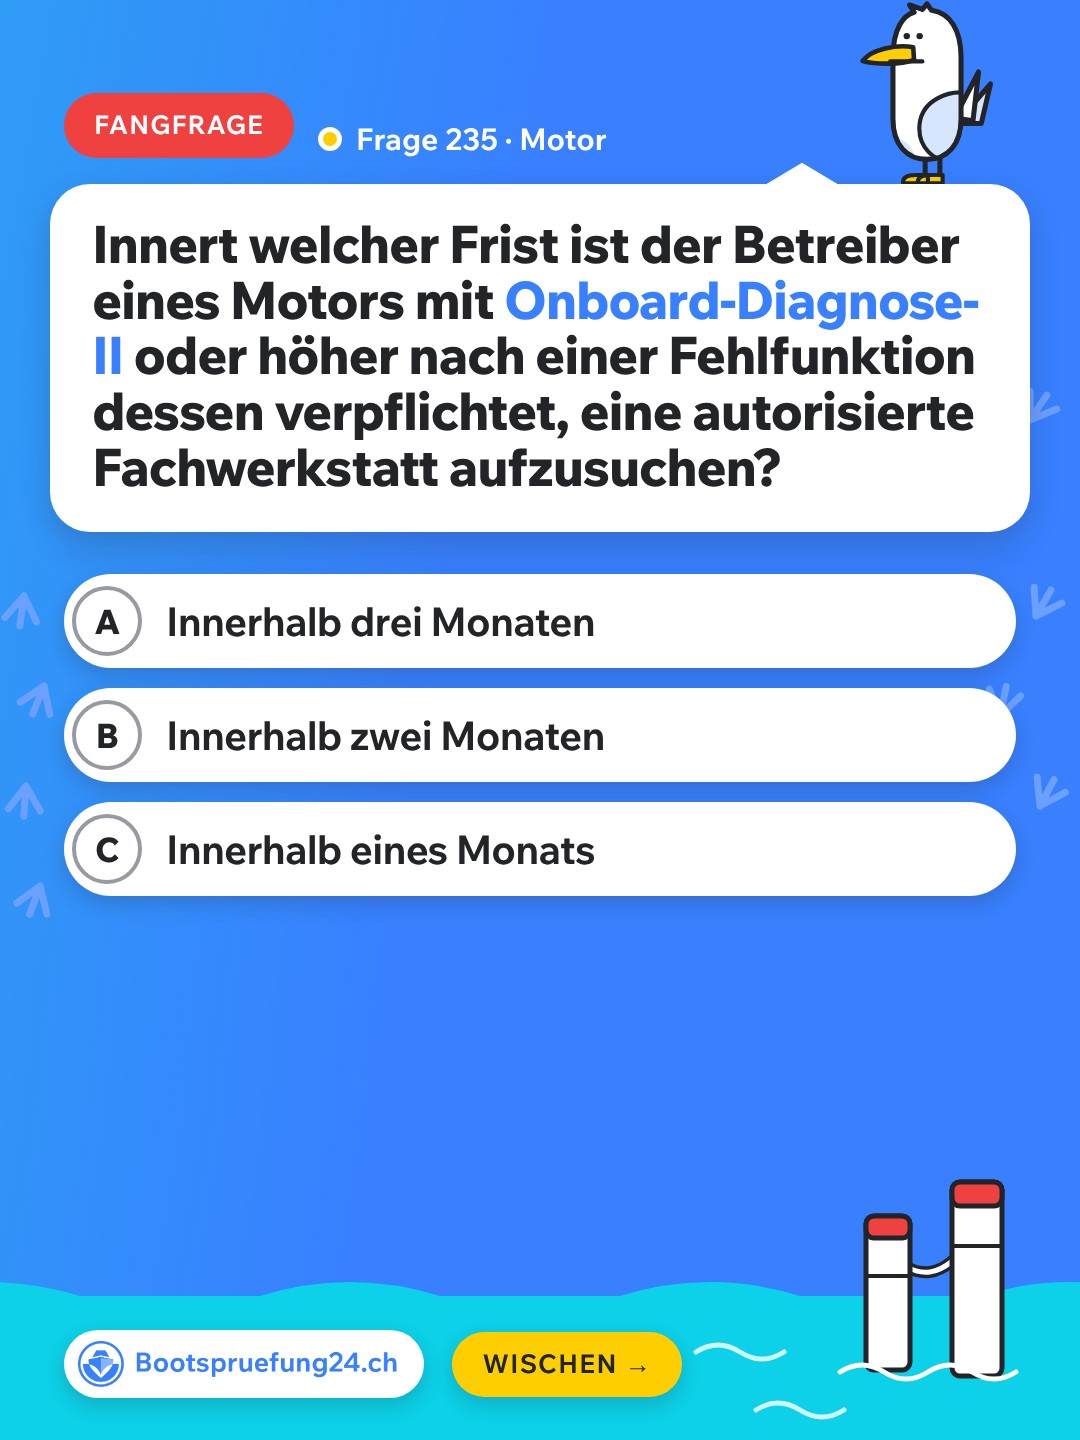 FANGFRAGE
Frage 235 · Motor
Innert welcher Frist ist der Betreiber
eines Motors mit Onboard-Diagnose-
II oder höher nach einer Fehlfunktion
dessen verpflichtet, eine autorisierte
Fachwerkstatt aufzusuchen?
A Innerhalb drei Monaten
B Innerhalb zwei Monaten
C Innerhalb eines Monats
Bootspruefung24.ch
WISCHEN →